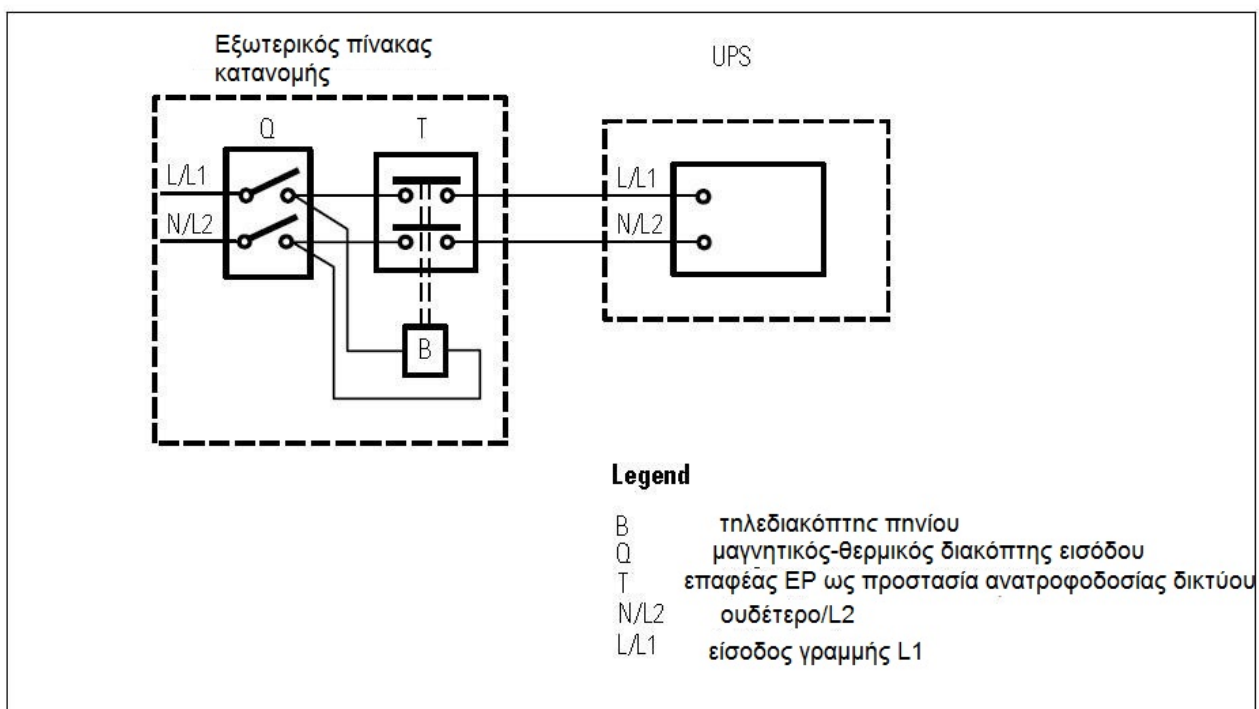 Εξωτερικός πίνακας
κατανομής
UPS
Q
T
L/L1
N/L2
L/L1
N/L2
B
Legend
B τηλεδιακόπτης πηνίου
Q μαγνητικός-θερμικός διακόπτης εισόδου
T επαφέας ΕΡ ως προστασία ανατροφοδοσίας δικτύου
N/L2 ουδέτερο/L2
L/L1 είσοδος γραμμής L1